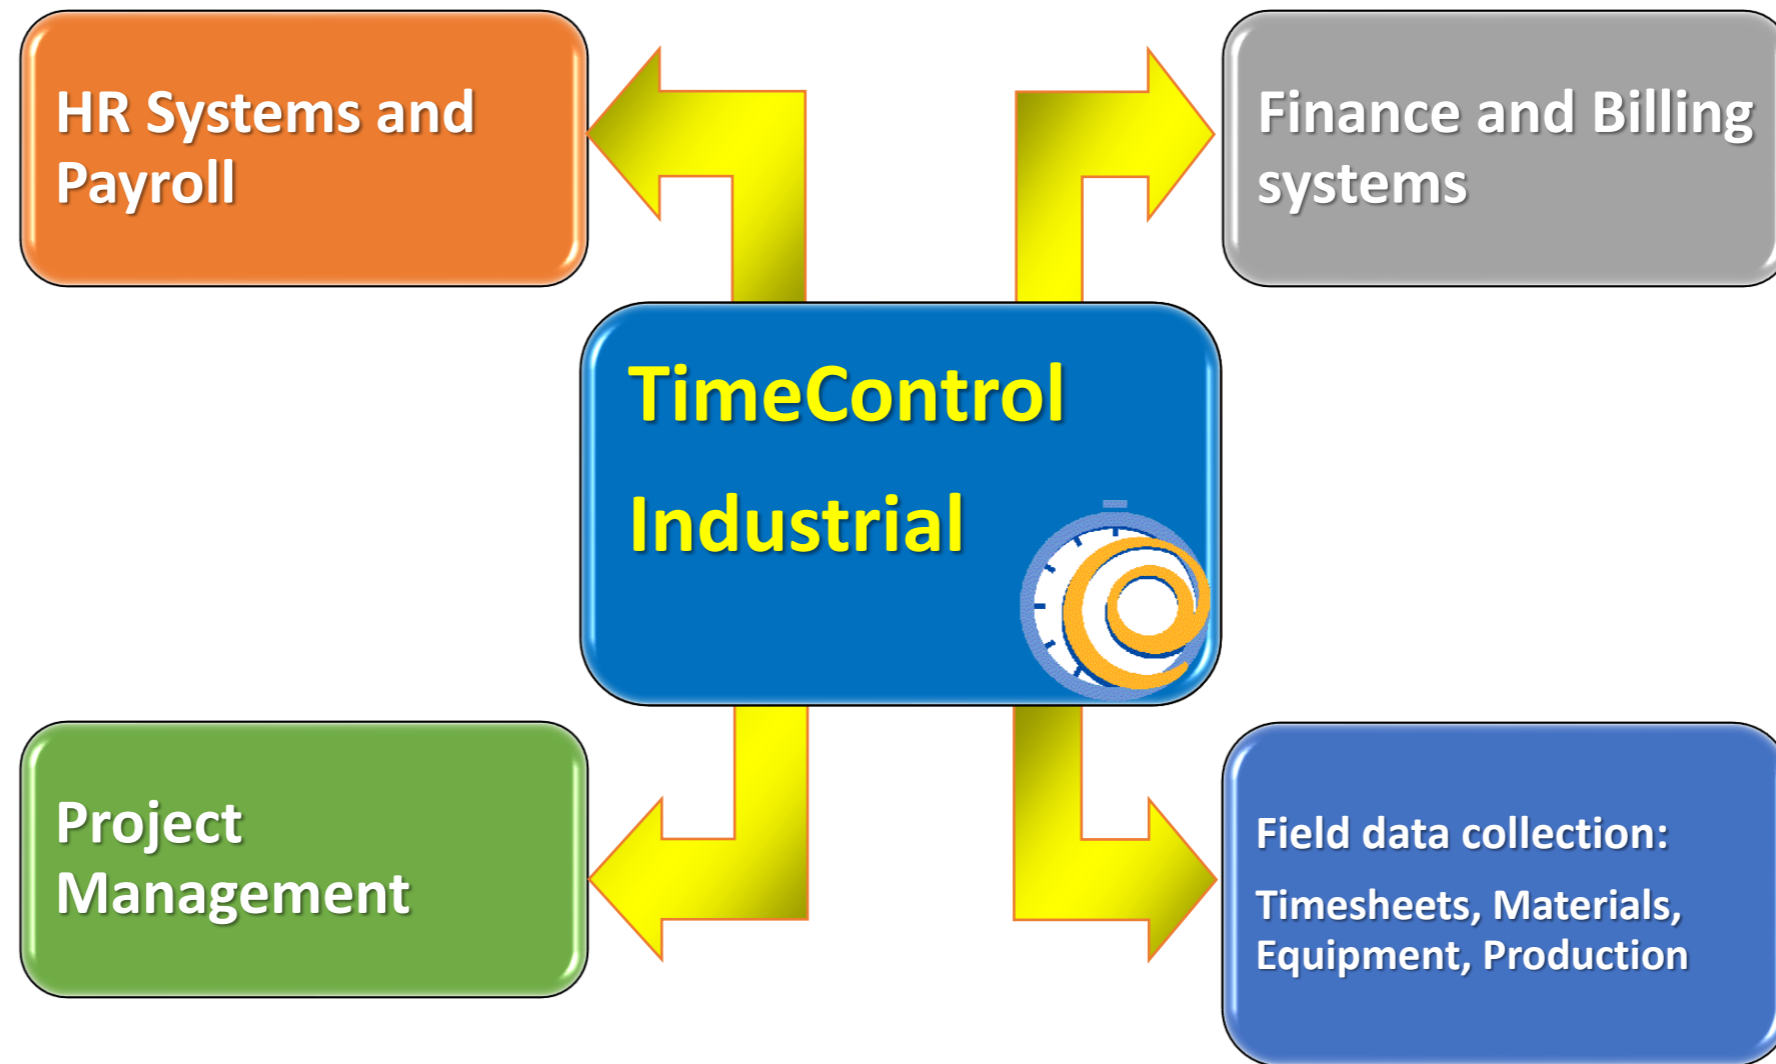 HR Systems and
Payroll
Finance and Billing
systems
TimeControl
Industrial
Project
Management
Field data collection:
Timesheets, Materials,
Equipment, Production